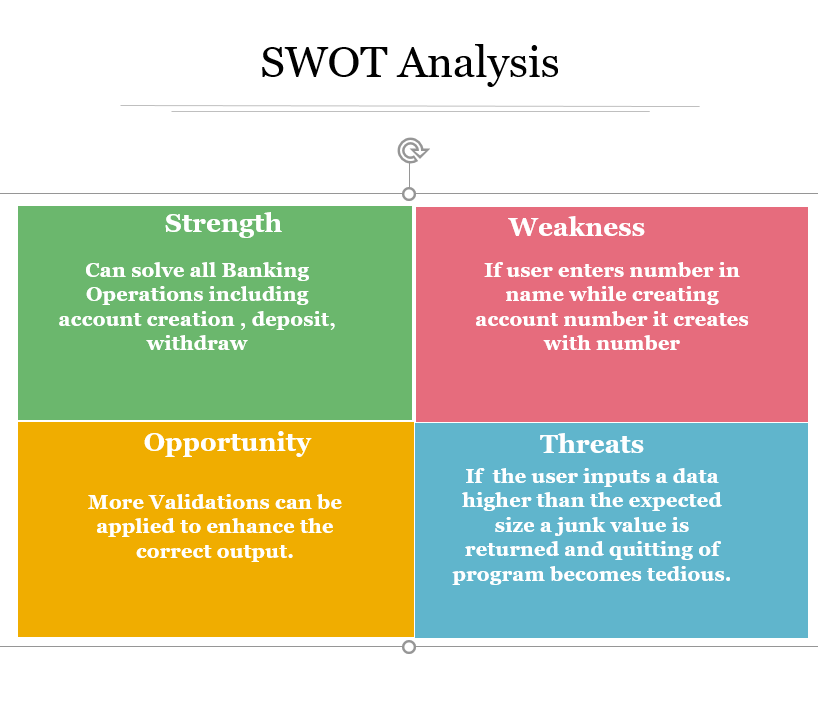 SWOT Analysis
Strength
Can solve all Banking
Operations including
account creation , deposit,
withdraw
Weakness
If user enters number in
name while creating
account number it creates
with number
Opportunity
More Validations can be
applied to enhance the
correct output.
Threats
If  the user inputs a data
higher than the expected
size a junk value is
returned and quitting of
program becomes tedious.